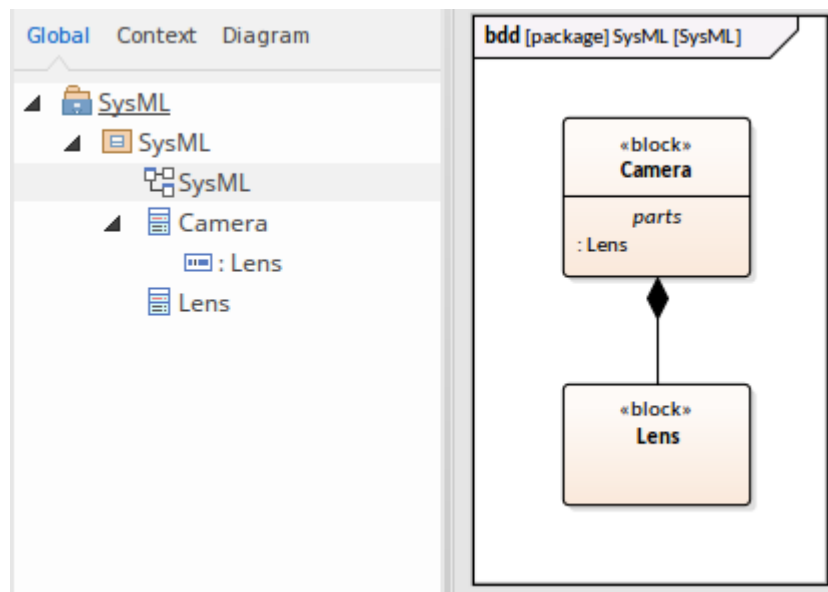 Global Context Diagram
SysML
SysML
SysML
Camera
: Lens
Lens
bdd [package] SysML [SysML]
«block»
Camera
parts
: Lens
«block»
Lens